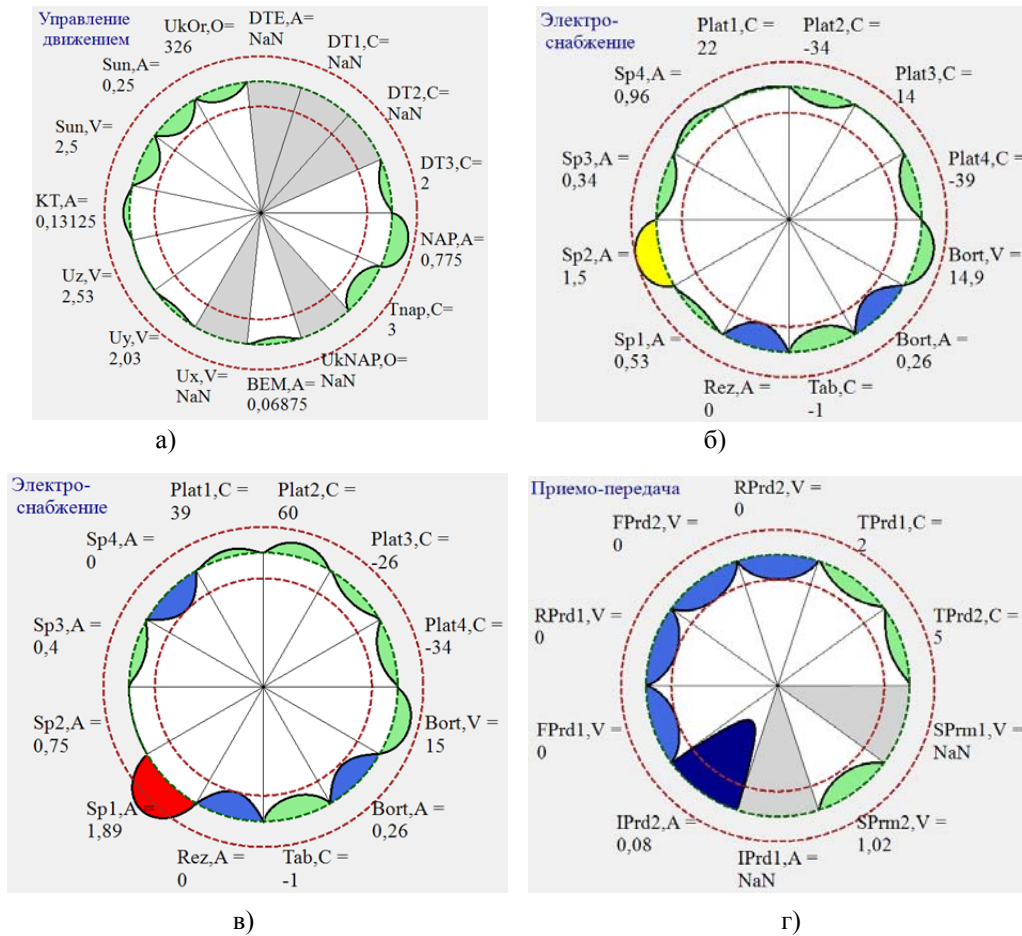 Управление
движением
UkOr,O=
326
DTE,A=
NaN
DT1,C=
NaN
DT2,C=
NaN
DT3,C=
2
NAP,A=
0,775
Tnap,C=
3
UkNAP,O=
NaN
BEM,A=
0,06875
Ux,V=
NaN
Uy,V=
2,03
Uz,V=
2,53
KT,A=
0,13125
Sun,V=
2,5
Sun,A=
0,25
а)
Электро-
снабжение
Plat1,C =
22
Plat2,C =
-34
Plat3,C =
14
Plat4,C =
-39
Bort,V =
14,9
Bort,A =
0,26
Tab,C =
-1
Rez,A =
0
Sp1,A =
0,53
Sp2,A =
1,5
Sp3,A =
0,34
Sp4,A =
0,96
б)
Электро-
снабжение
Plat1,C =
39
Plat2,C =
60
Plat3,C =
-26
Plat4,C =
-34
Bort,V =
15
Bort,A =
0,26
Tab,C =
-1
Rez,A =
0
Sp1,A =
1,89
Sp2,A =
0,75
Sp3,A =
0,4
Sp4,A =
0
в)
Приемо-передача
RPrd2,V =
0
TPrd1,C =
2
TPrd2,C =
5
SPrm1,V =
NaN
SPrm2,V =
1,02
IPrd1,A =
NaN
IPrd2,A =
0,08
FPrd1,V =
0
RPrd1,V =
0
FPrd2,V =
0
г)